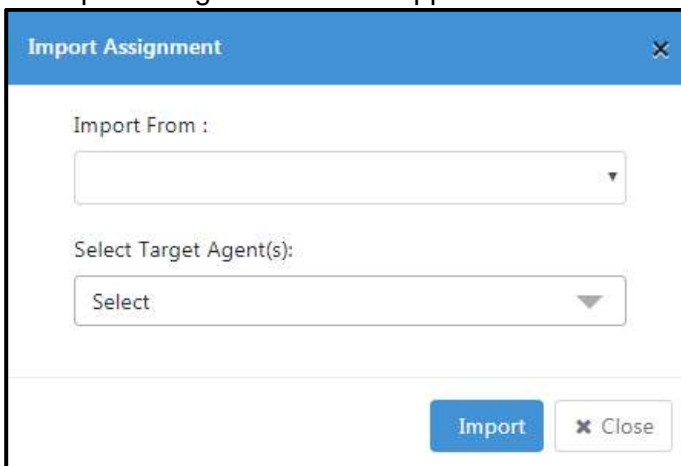 Import Assignment
Import From :
Select Target Agent(s):
Select
Import
Close